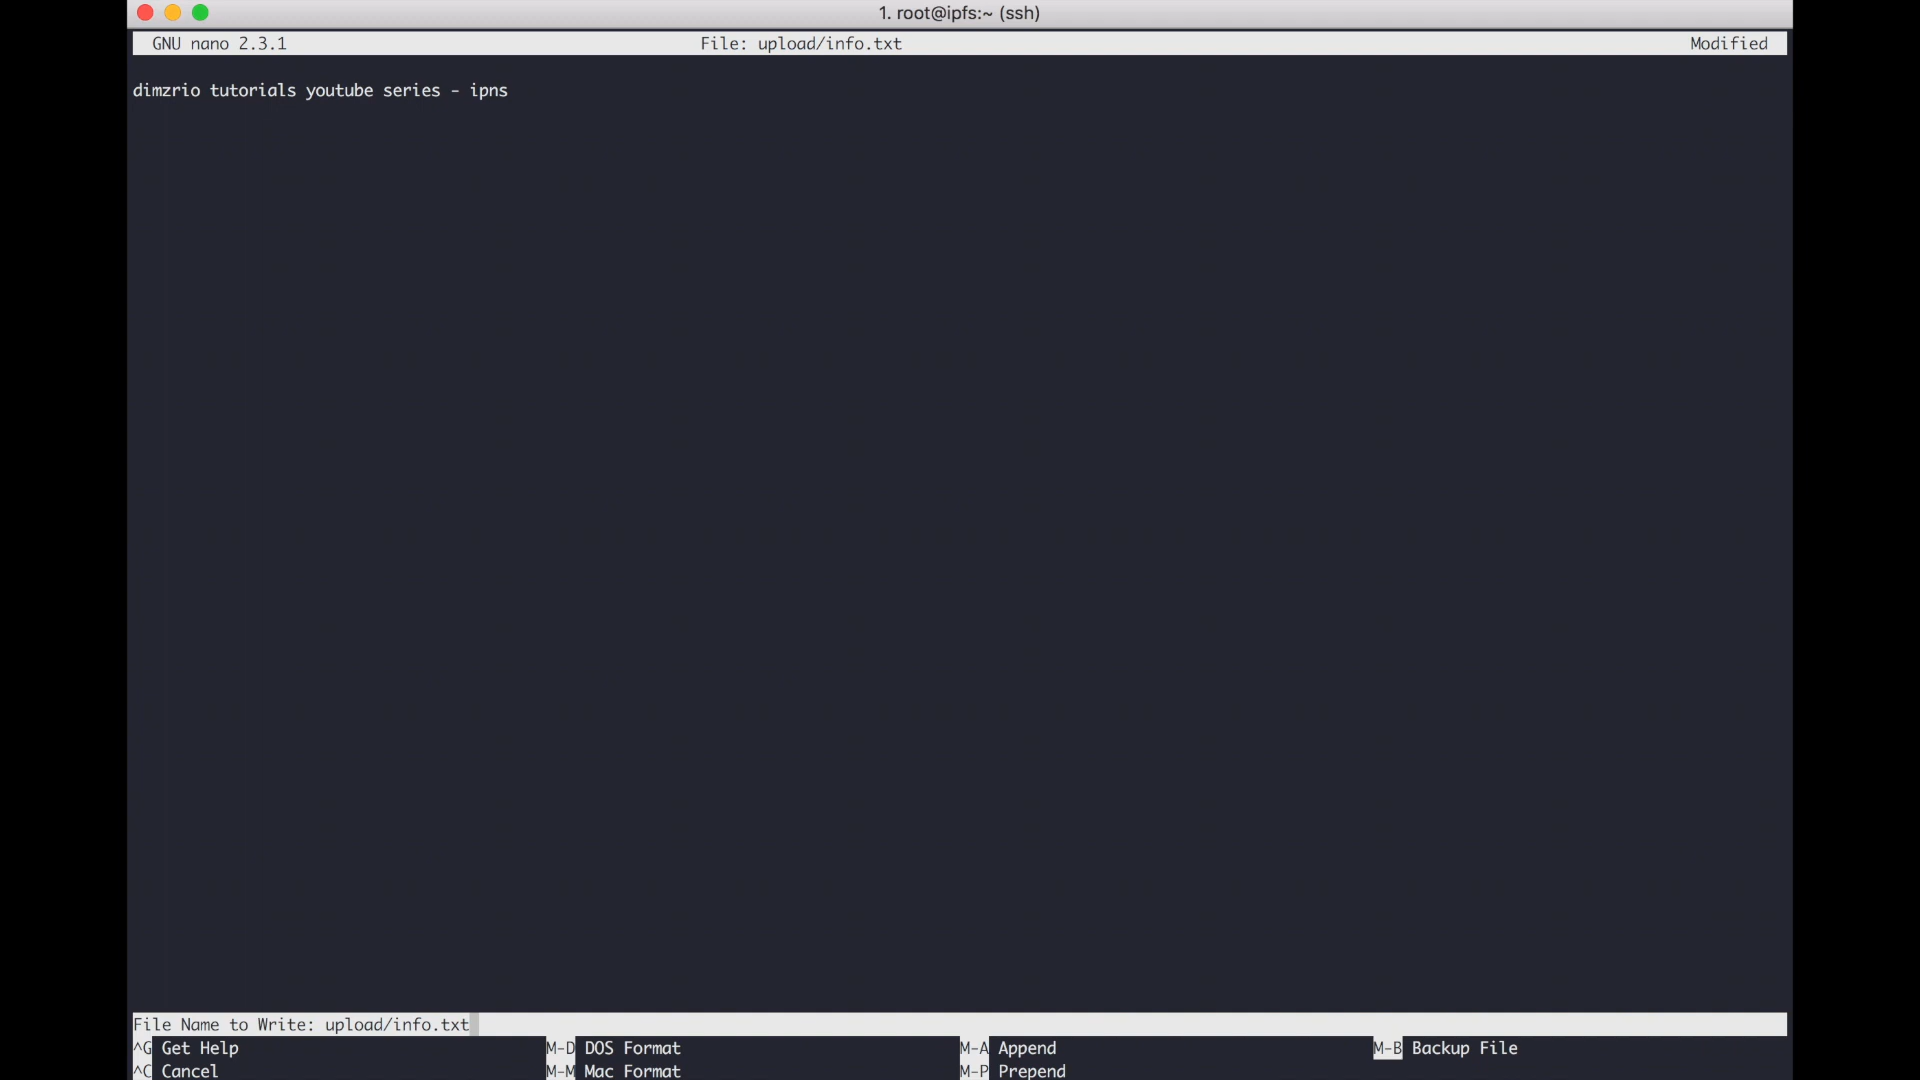 1. root@ipfs:~ (ssh)
GNU nano 2.3.1 File: upload/info.txt Modified
dimzrio tutorials youtube series - ipns
File Name to Write: upload/info.txt
^G Get Help M-D DOS Format M-A Append M-B Backup File
^C Cancel M-M Mac Format M-P Prepend